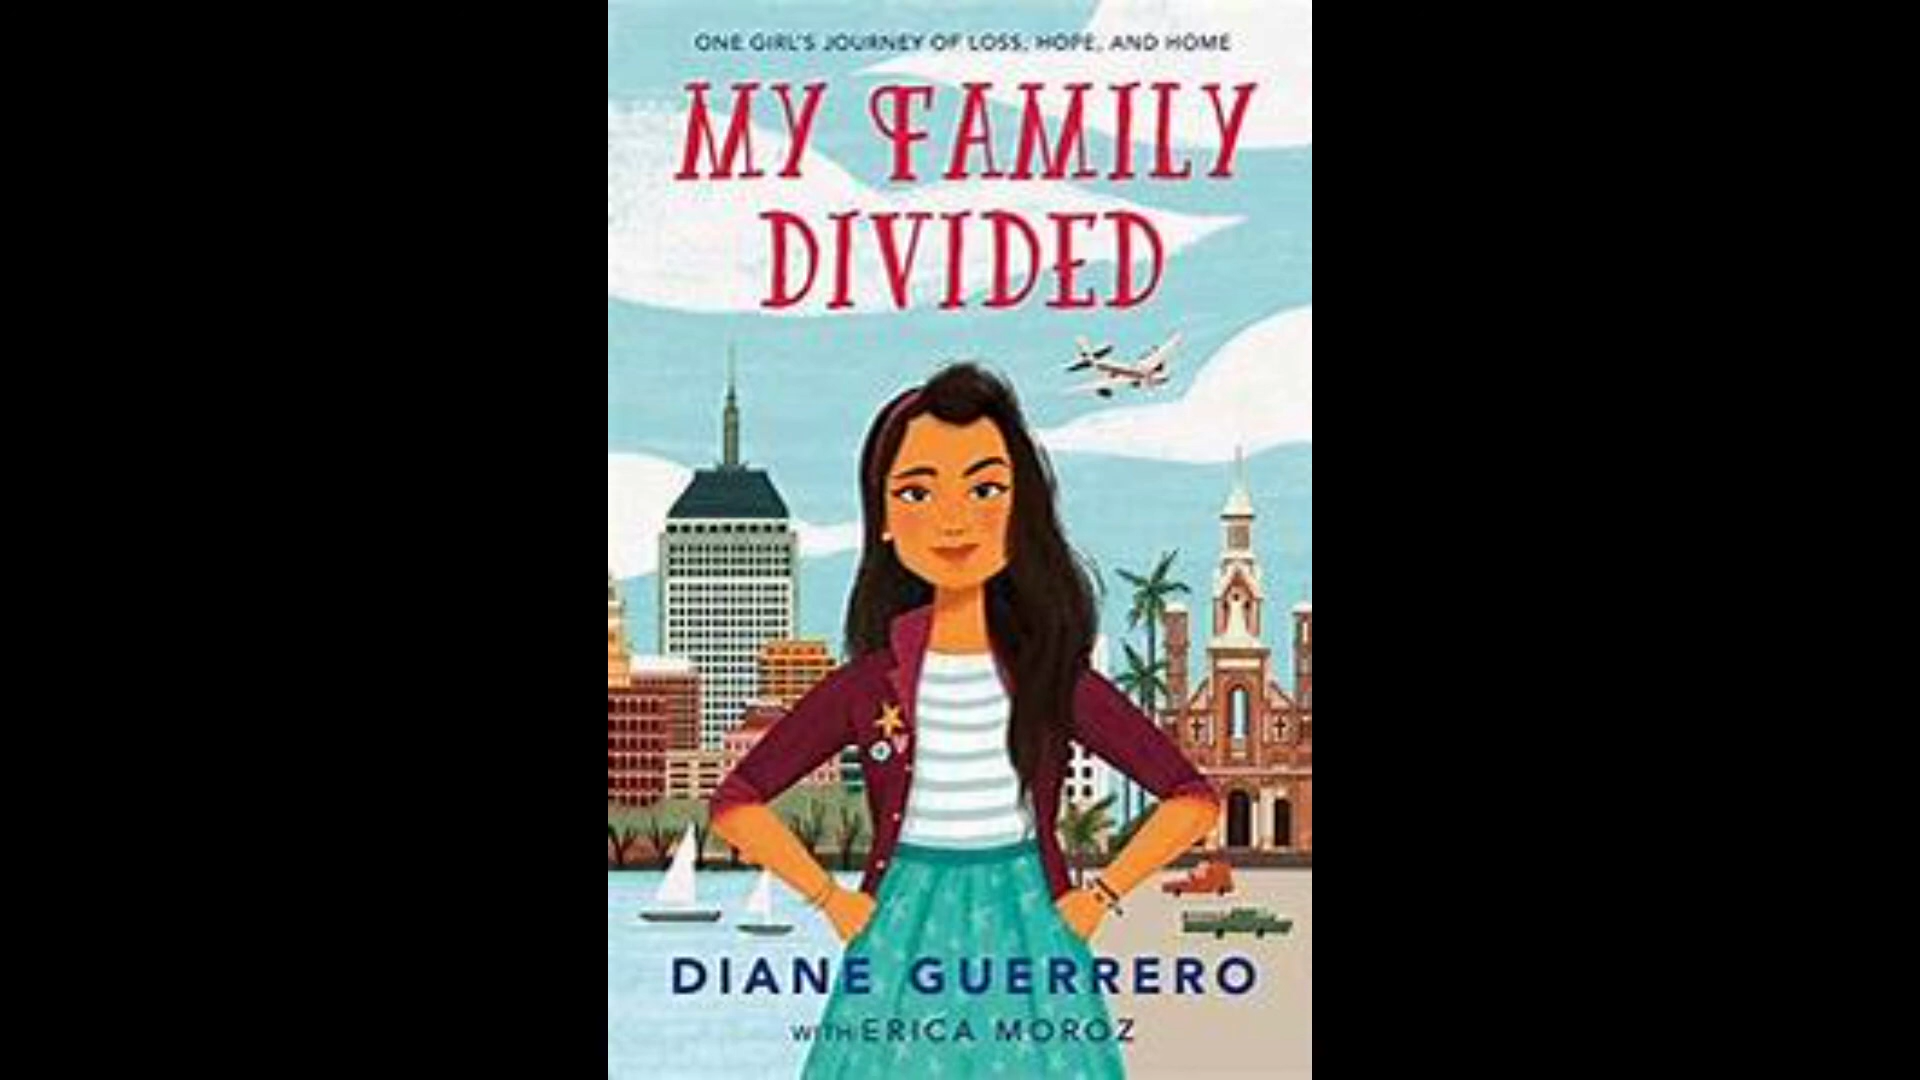 ONE GIRL'S JOURNEY OF LOSS, HOPE, AND HOME
MY FAMILY
DIVIDED
DIANE GUERRERO
WITH ERICA MOROZ